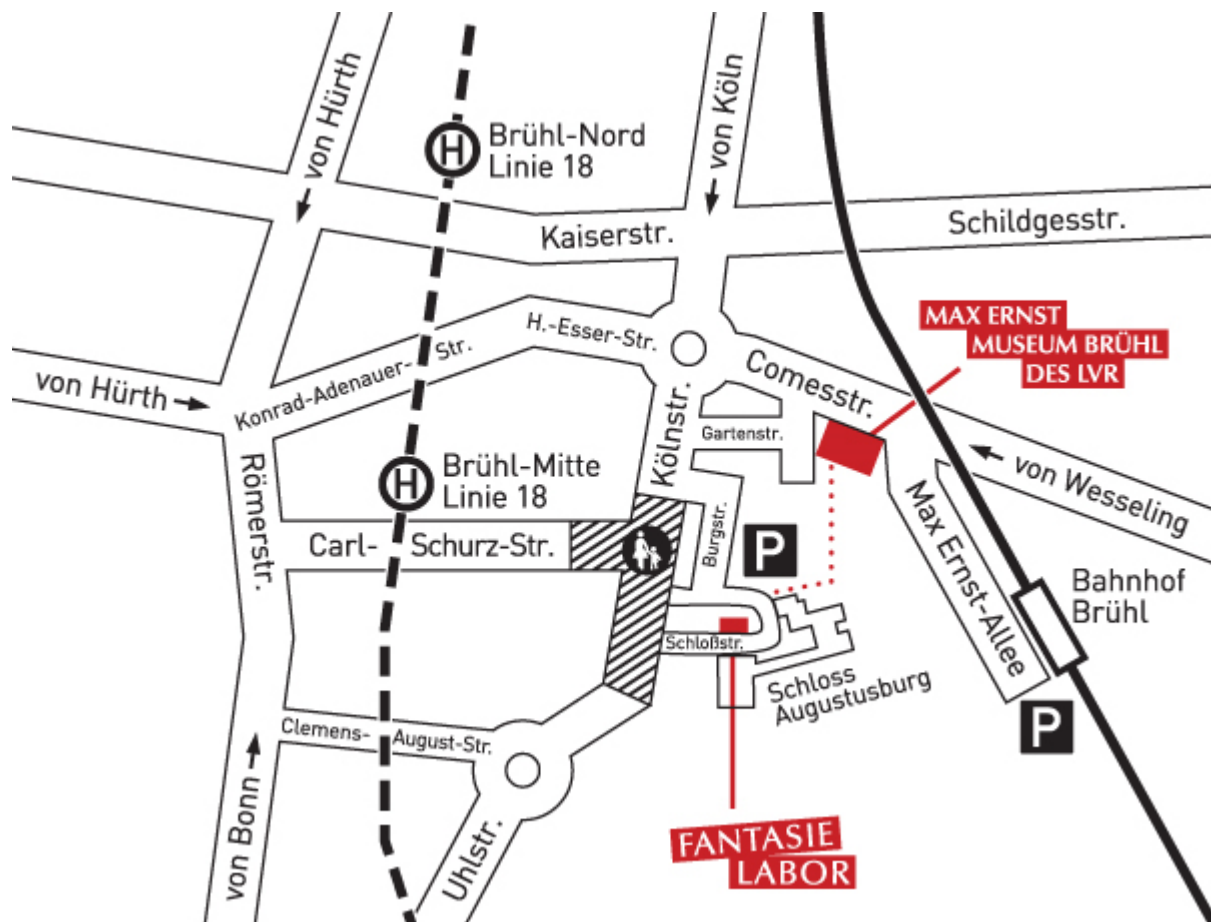 von Hürth
H
Brühl-Nord
Linie 18
von Köln
Kaiserstr.
Schildgesstr.
MAX ERNST
MUSEUM BRÜHL
DES LVR
H.-Esser-Str.
Konrad-Adenauer-Str.
von Hürth
Comesstr.
Kölnstr.
Gartenstr.
von Wesseling
Römerstr.
H
Brühl-Mitte
Linie 18
Carl-Schurz-Str.
Burgstr.
P
Max Ernst-Allee
Bahnhof
Brühl
Schloßstr.
Schloss
Augustusburg
P
Clemens-August-Str.
von Bonn
Uhlstr.
FANTASIE
LABOR